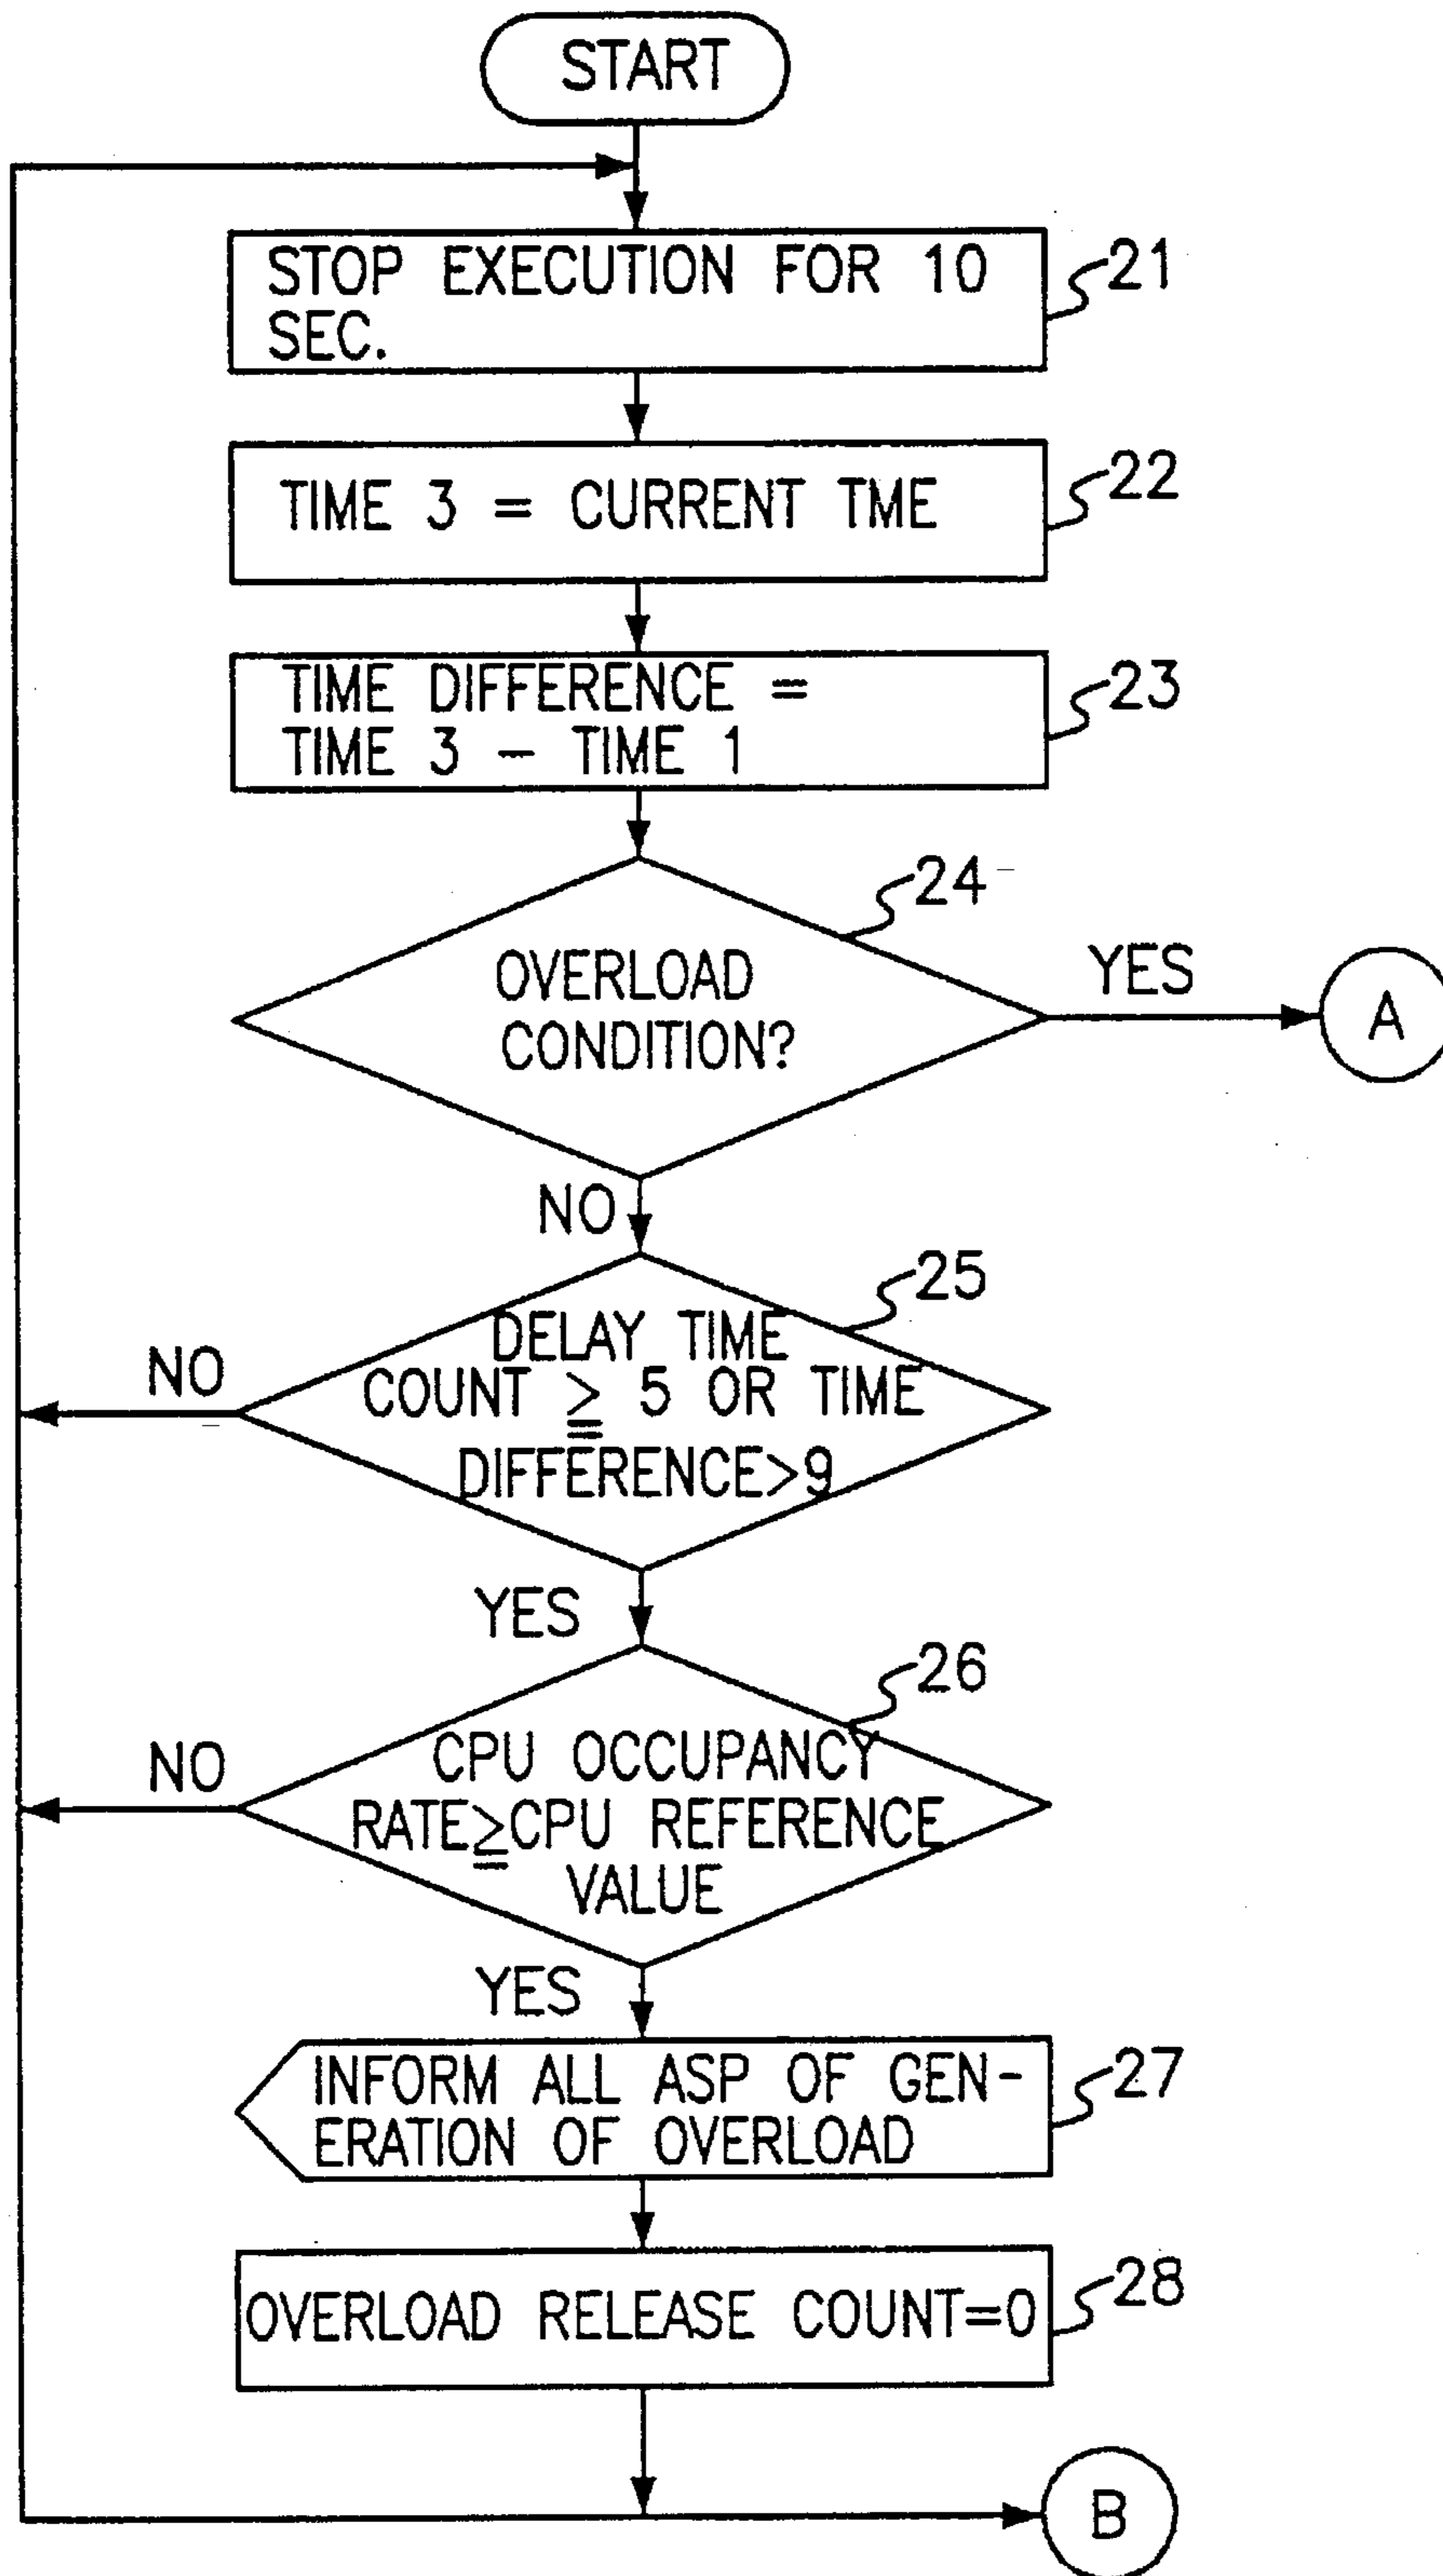 START
STOP EXECUTION FOR 10
SEC.
21
TIME 3 = CURRENT TME
22
TIME DIFFERENCE =
TIME 3 - TIME 1
23
24
OVERLOAD
CONDITION?
YES
A
NO
25
DELAY TIME
COUNT ≧ 5 OR TIME
DIFFERENCE>9
NO
YES
26
CPU OCCUPANCY
RATE≧CPU REFERENCE
VALUE
NO
YES
INFORM ALL ASP OF GEN-
ERATION OF OVERLOAD
27
OVERLOAD RELEASE COUNT=0
28
B